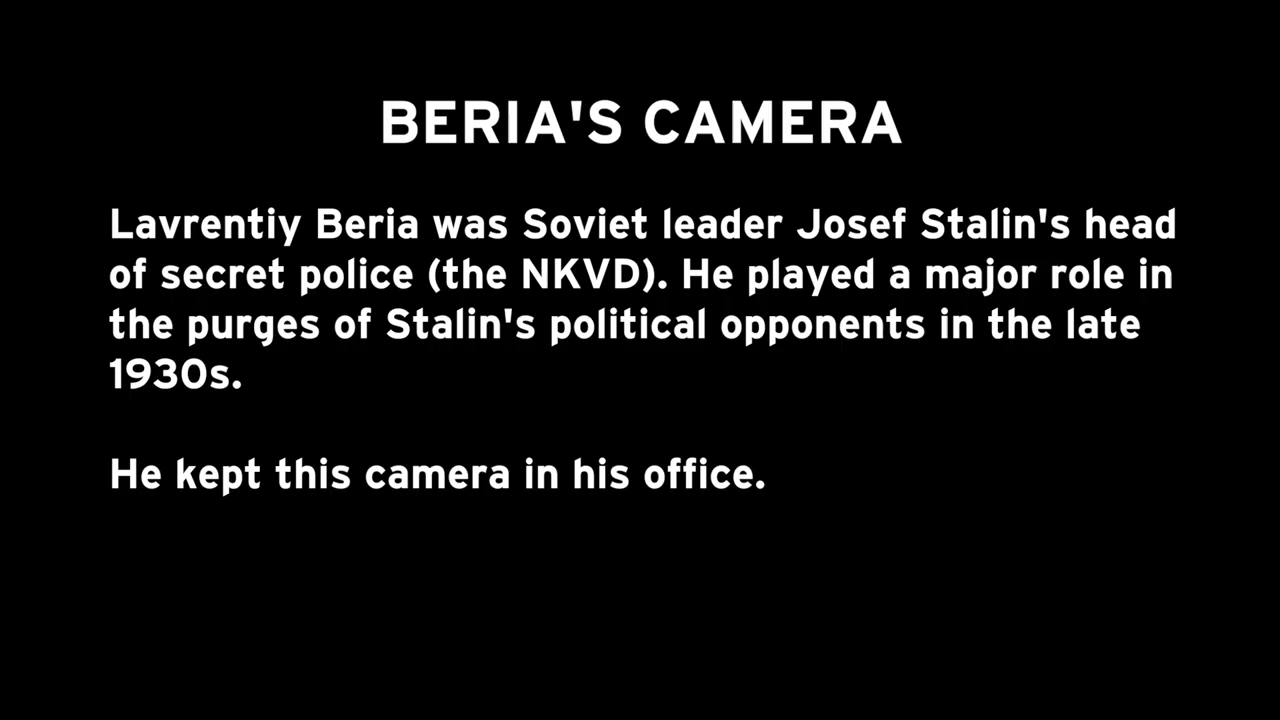 BERIA'S CAMERA
Lavrentiy Beria was Soviet leader Josef Stalin's head
of secret police (the NKVD). He played a major role in
the purges of Stalin's political opponents in the late
1930s.
He kept this camera in his office.